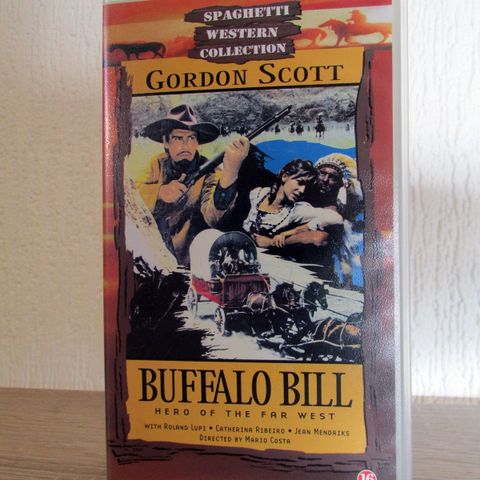 SPAGHETTI
WESTERN
COLLECTION
GORDON SCOTT
BUFFALO BILL
HERO OF THE FAR WEST
WITH ROLAND LUPI • CATHERINA RIBEIRO • JEAN MENDRIKS
DIRECTED BY MARIO COSTA
16